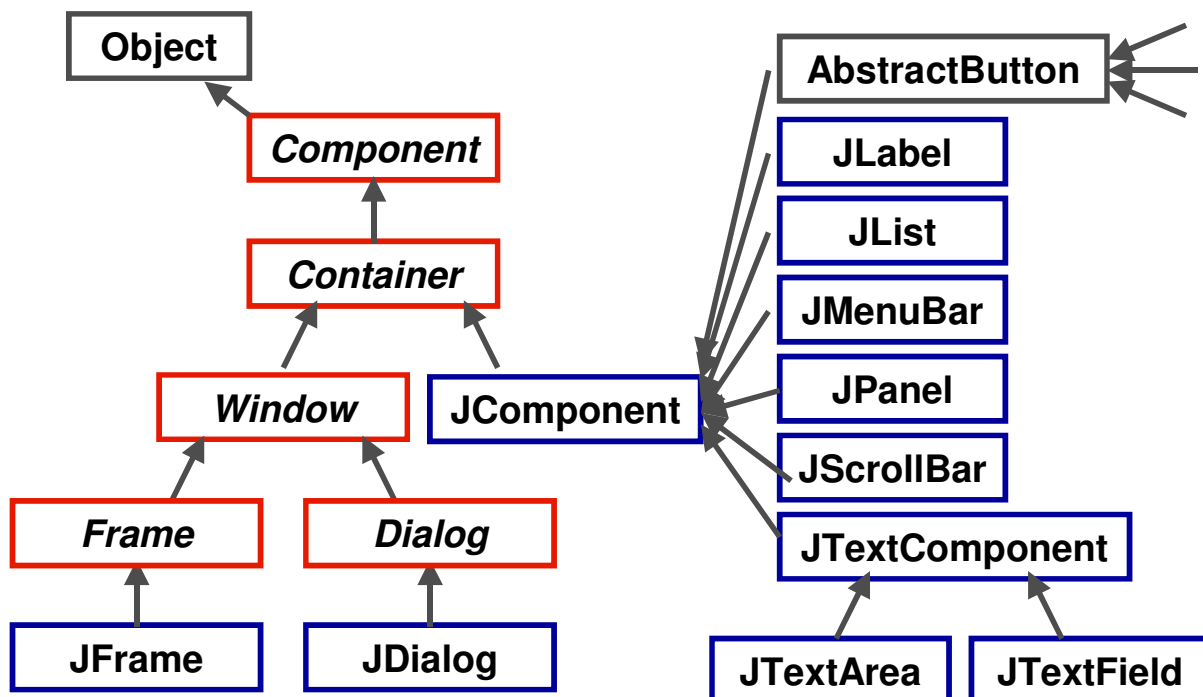 Object
AbstractButton
Component
JLabel
JList
Container
JMenuBar
Window
JComponent
JPanel
JScrollBar
Frame
Dialog
JTextComponent
JFrame
JDialog
JTextArea
JTextField